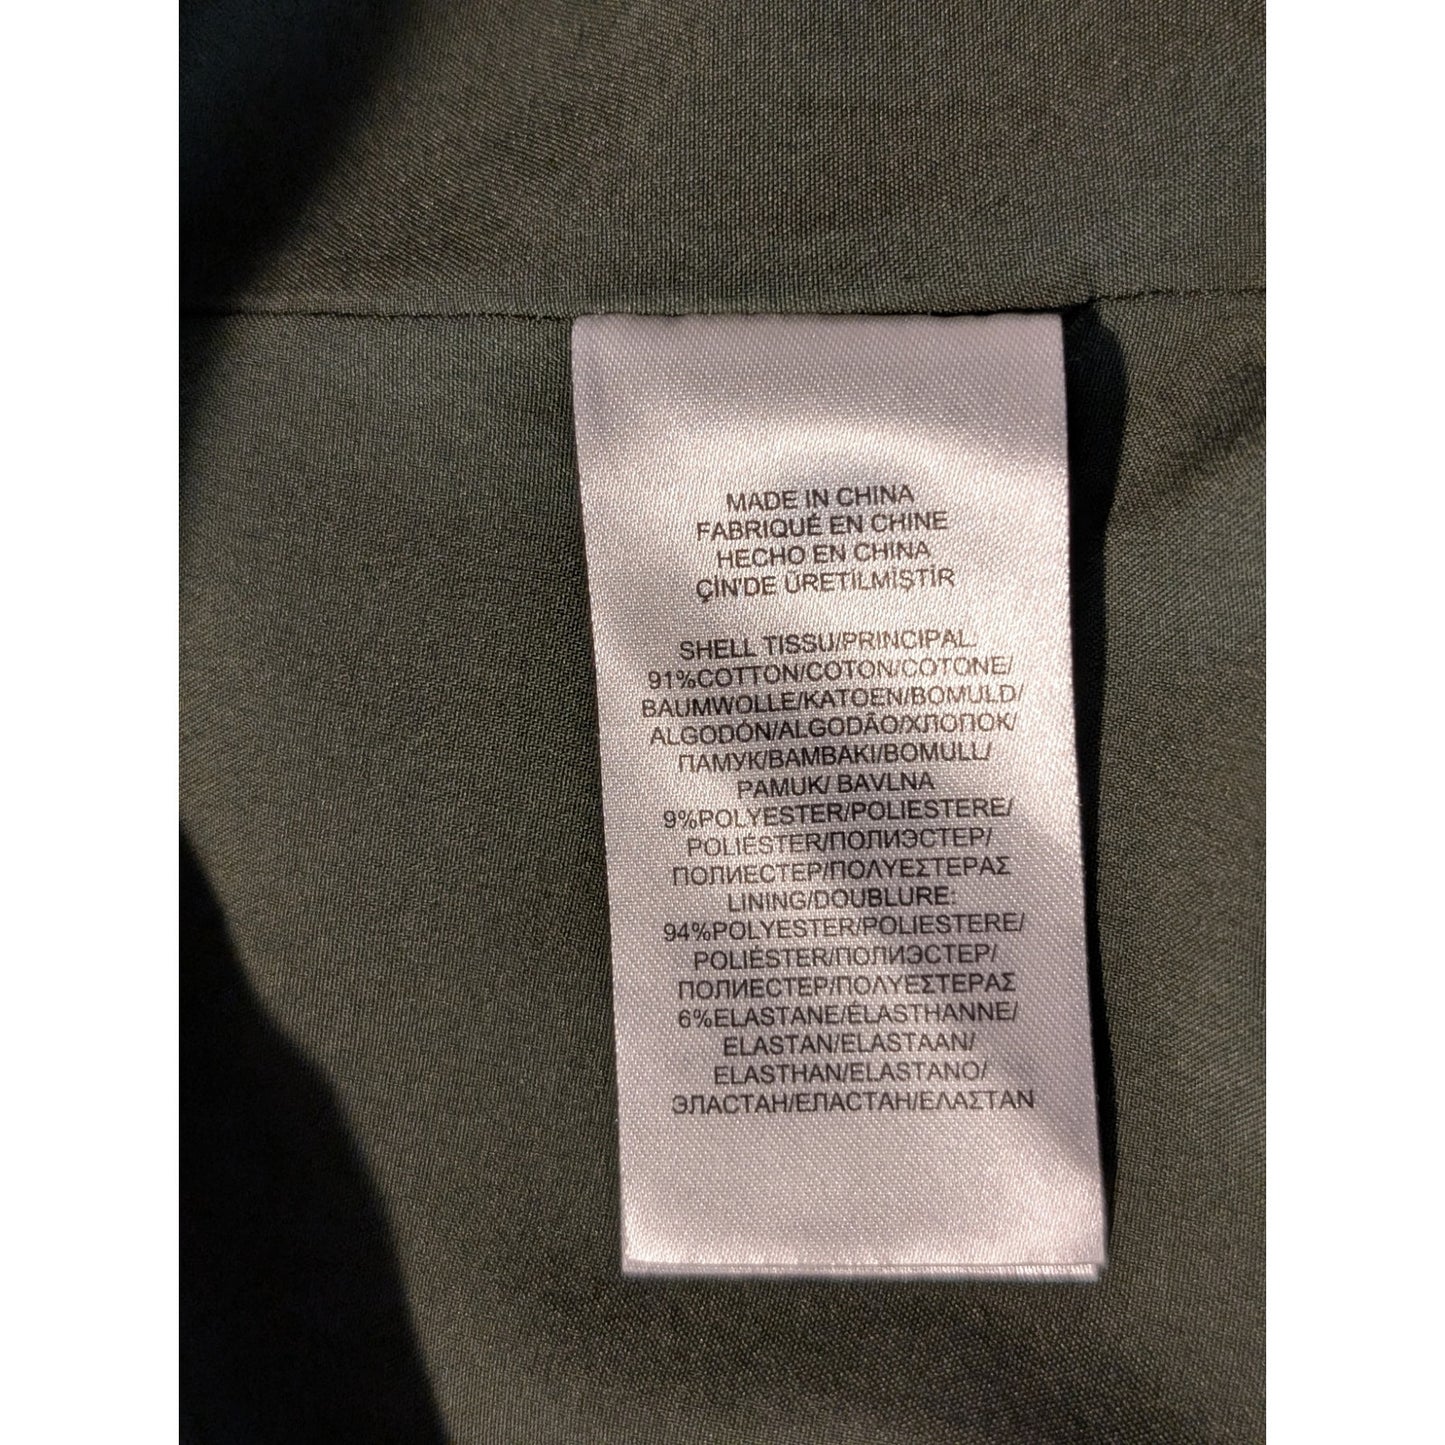 MADE IN CHINA
FABRIQUÉ EN CHINE
HECHO EN CHINA
ÇİN'DE ÜRETILMİŞTİR
SHELL TISSU/PRINCIPAL:
91%COTTON/COTON/COTONE/
BAUMWOLLE/KATOEN/BOMULD/
ALGODÓN/ALGODÃO/ХЛОПОК/
ПАМУК/BAMBAKI/BOMULL/
PAMUK/ BAVLNA
9%POLYESTER/POLIESTERE/
POLIÉSTER/ПОЛИЭСТЕР/
ПОЛИЕСТЕР/ΠΟΛΥΕΣΤΕΡΑΣ
LINING/DOUBLURE:
94%POLYESTER/POLIESTERE/
POLIÉSTER/ПОЛИЭСТЕР/
ПОЛИЕСТЕР/ΠΟΛΥΕΣΤΕΡΑΣ
6%ELASTANE/ÉLASTHANNE/
ELASTAN/ELASTAAN/
ELASTHAN/ELASTANO/
ЭЛАСТАН/ЕЛАСТАН/ΕΛΑΣΤΑΝ